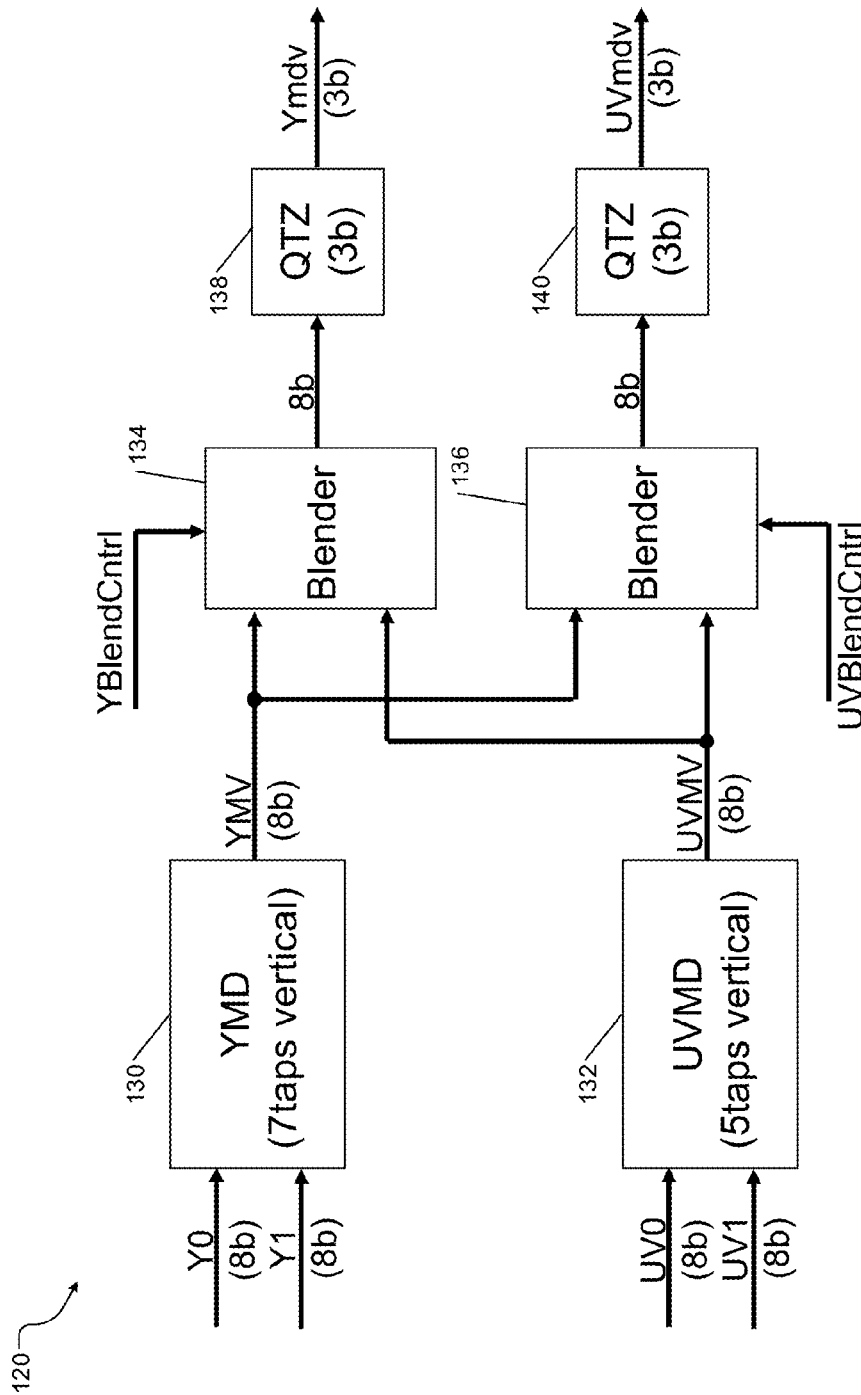 120
Y0
(8b)
Y1
(8b)
130
YMD
(7taps vertical)
YMV
(8b)
YBlendCntrl
134
Blender
8b
138
QTZ
(3b)
Ymdv
(3b)
UV0
(8b)
UV1
(8b)
132
UVMD
(5taps vertical)
UVMV
(8b)
UVBlendCntrl
136
Blender
8b
140
QTZ
(3b)
UVmdv
(3b)